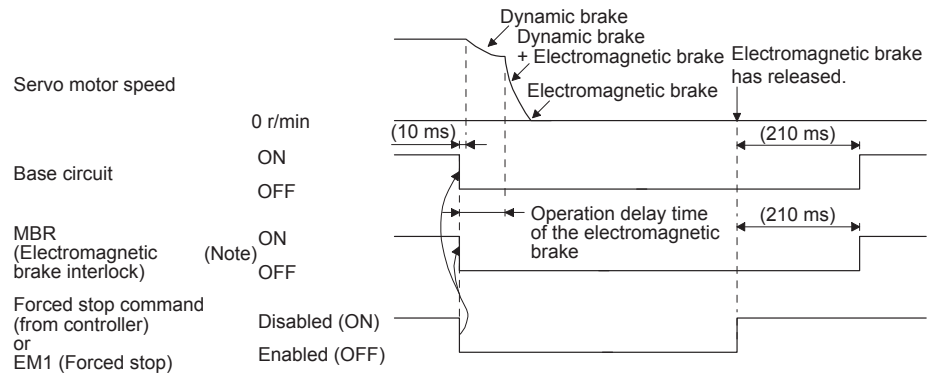 Dynamic brake
Dynamic brake
+ Electromagnetic brake
Electromagnetic brake
has released.
Servo motor speed
Electromagnetic brake
0 r/min
(10 ms)
(210 ms)
Base circuit
ON
OFF
Operation delay time
of the electromagnetic
brake
(210 ms)
MBR
(Electromagnetic
brake interlock)
(Note)
ON
OFF
Forced stop command
(from controller)
or
EM1 (Forced stop)
Disabled (ON)
Enabled (OFF)